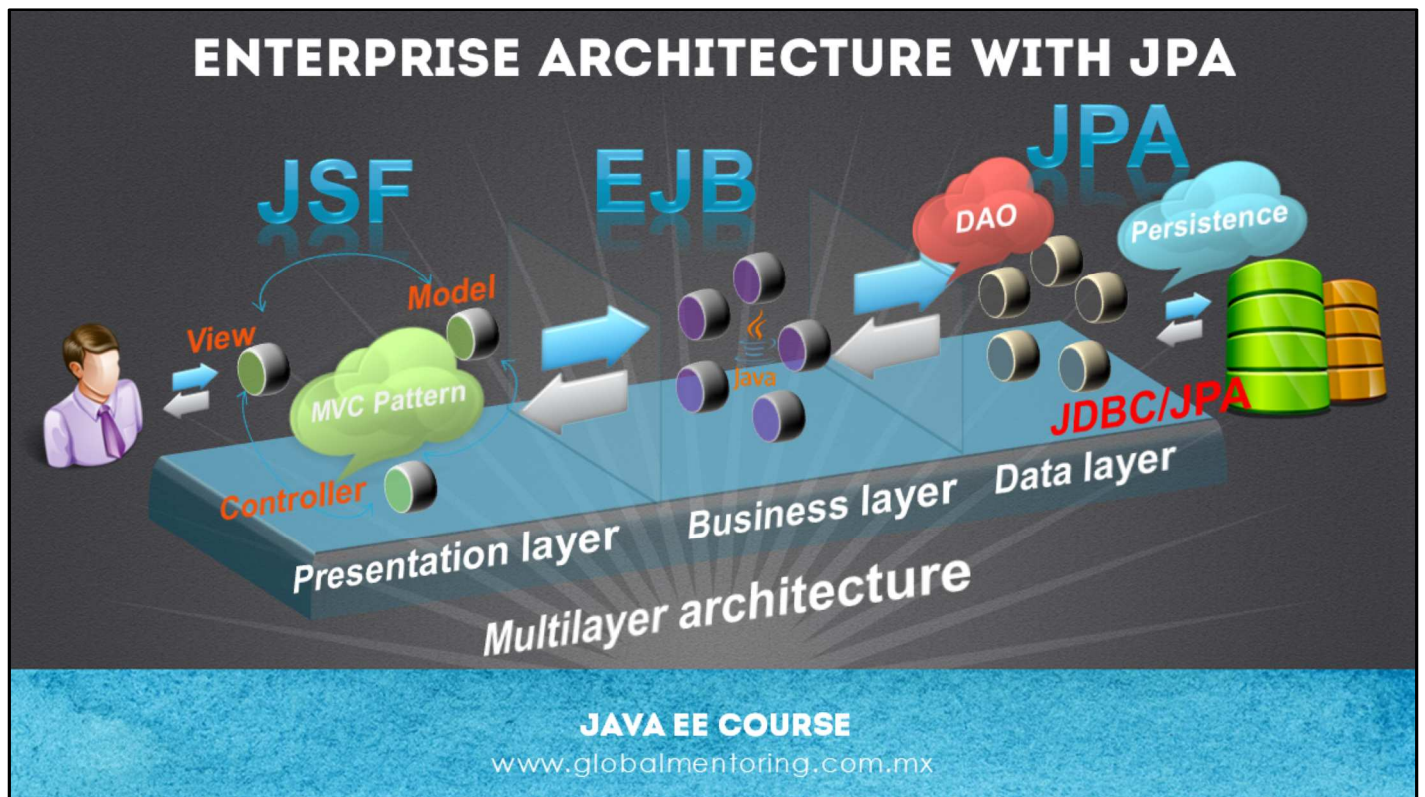 ENTERPRISE ARCHITECTURE WITH JPA
JSF
EJB
JPA
DAO
Persistence
Model
View
MVC Pattern
Java
JDBC/JPA
Controller
Presentation layer
Business layer
Data layer
Multilayer architecture
JAVA EE COURSE
www.globalmentoring.com.mx